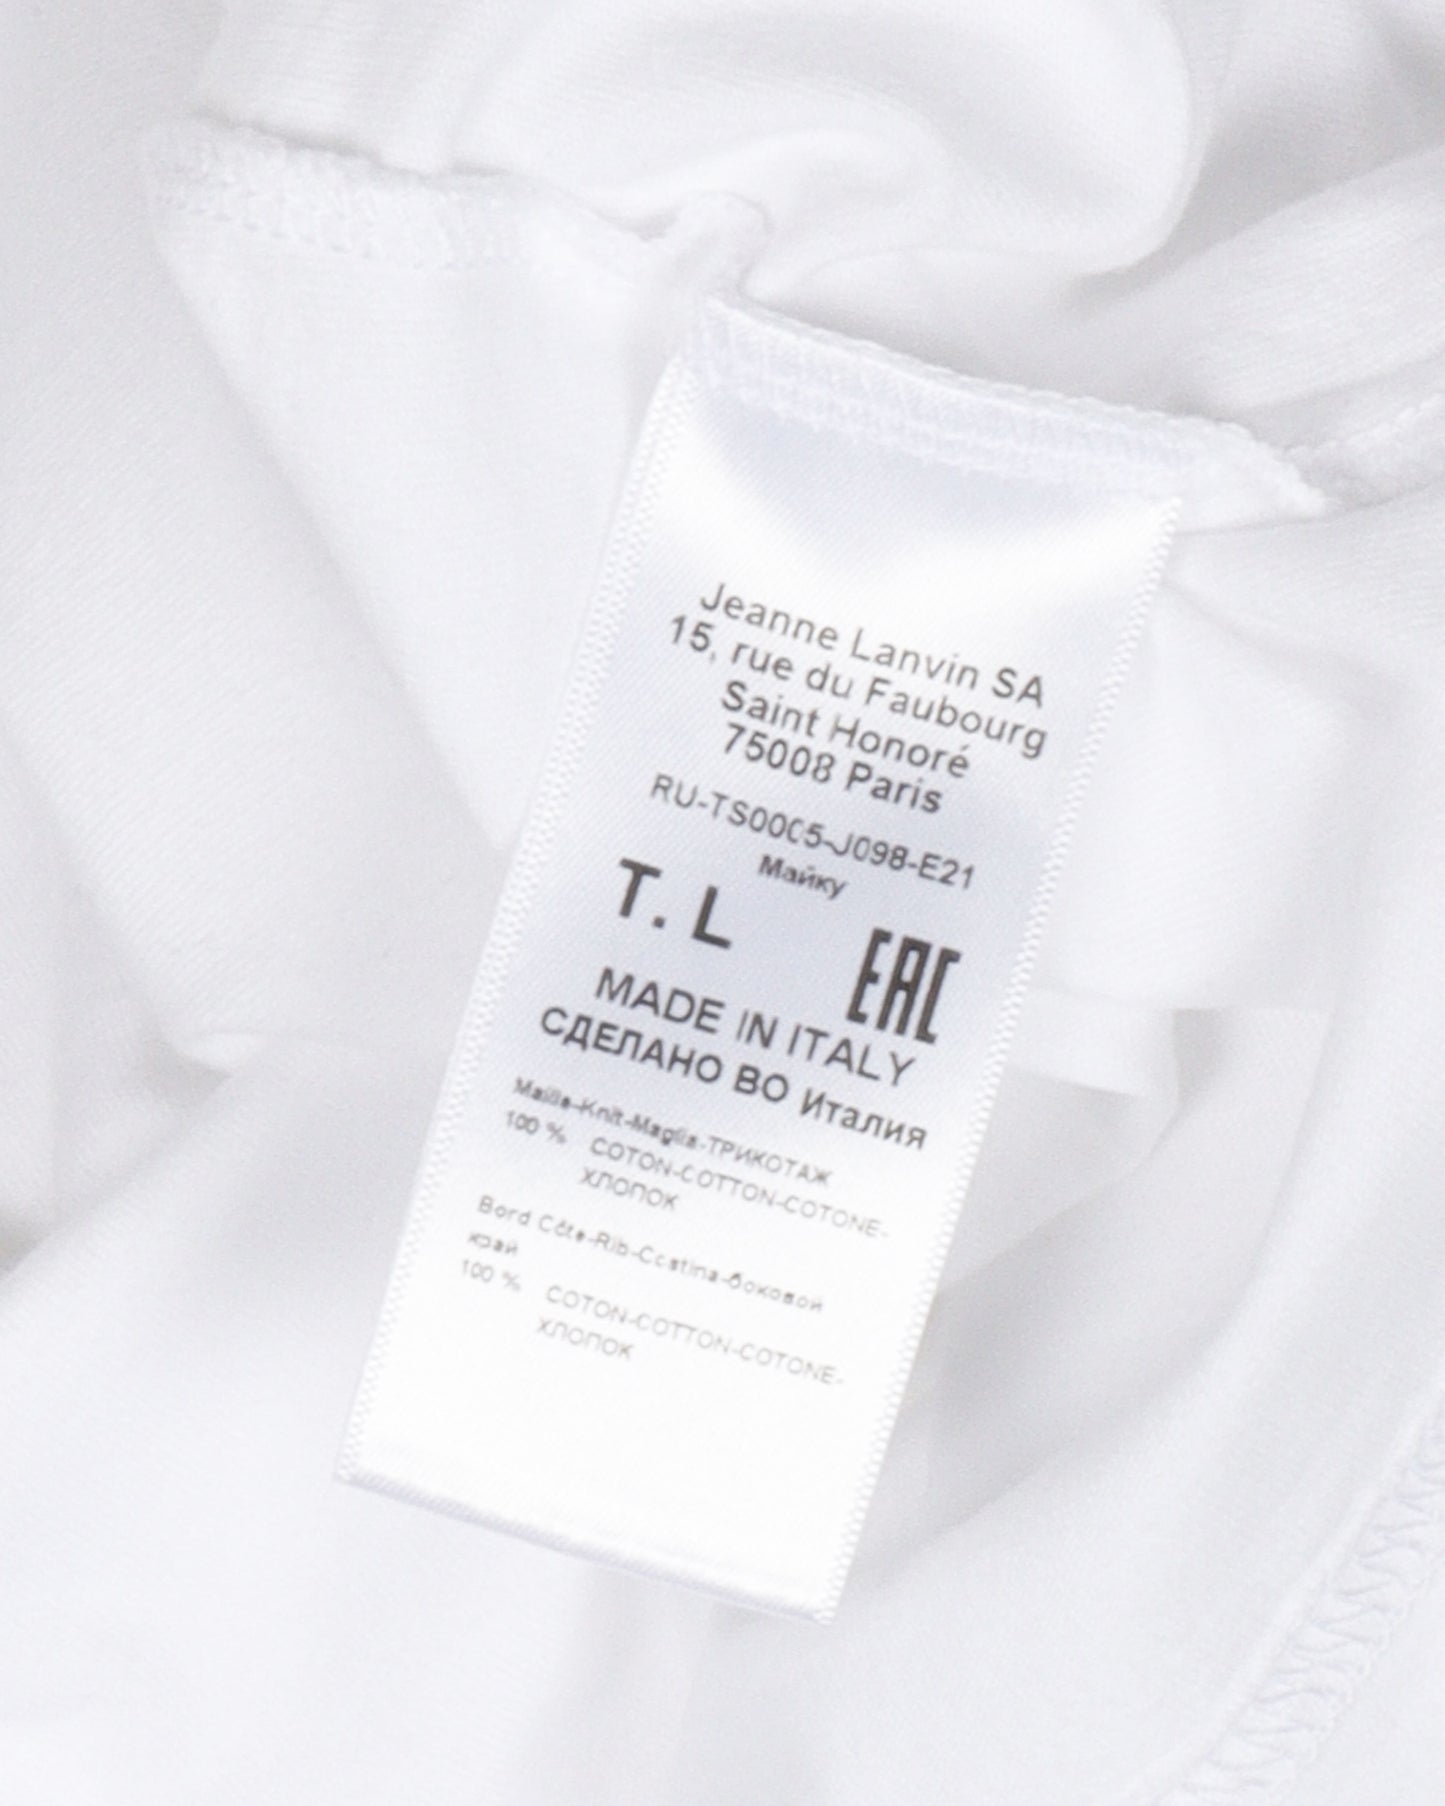 Jeanne Lanvin SA
15, rue du Faubourg
Saint Honoré
75008 Paris
RU-TS0005-J098-E21
Майку
T. L
EAC
MADE IN ITALY
СДЕЛАНО ВО Италия
Maille-Knit-Maglia-ТРИКОТАЖ
100 % COTON-COTTON-COTONE-
ХЛОПОК
Bord Côte-Rib-Costina-боковой
край
100 % COTON-COTTON-COTONE-
ХЛОПОК